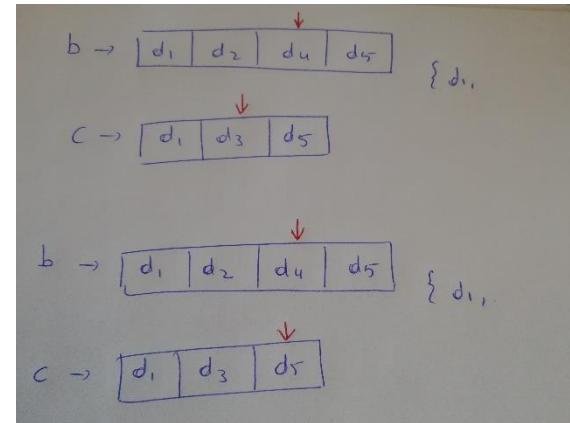 b → | d₁ | d₂ | d₄ | d₅ |
{ d₁,
c → | d₁ | d₃ | d₅ |
b → | d₁ | d₂ | d₄ | d₅ |
{ d₁,
c → | d₁ | d₃ | d₅ |